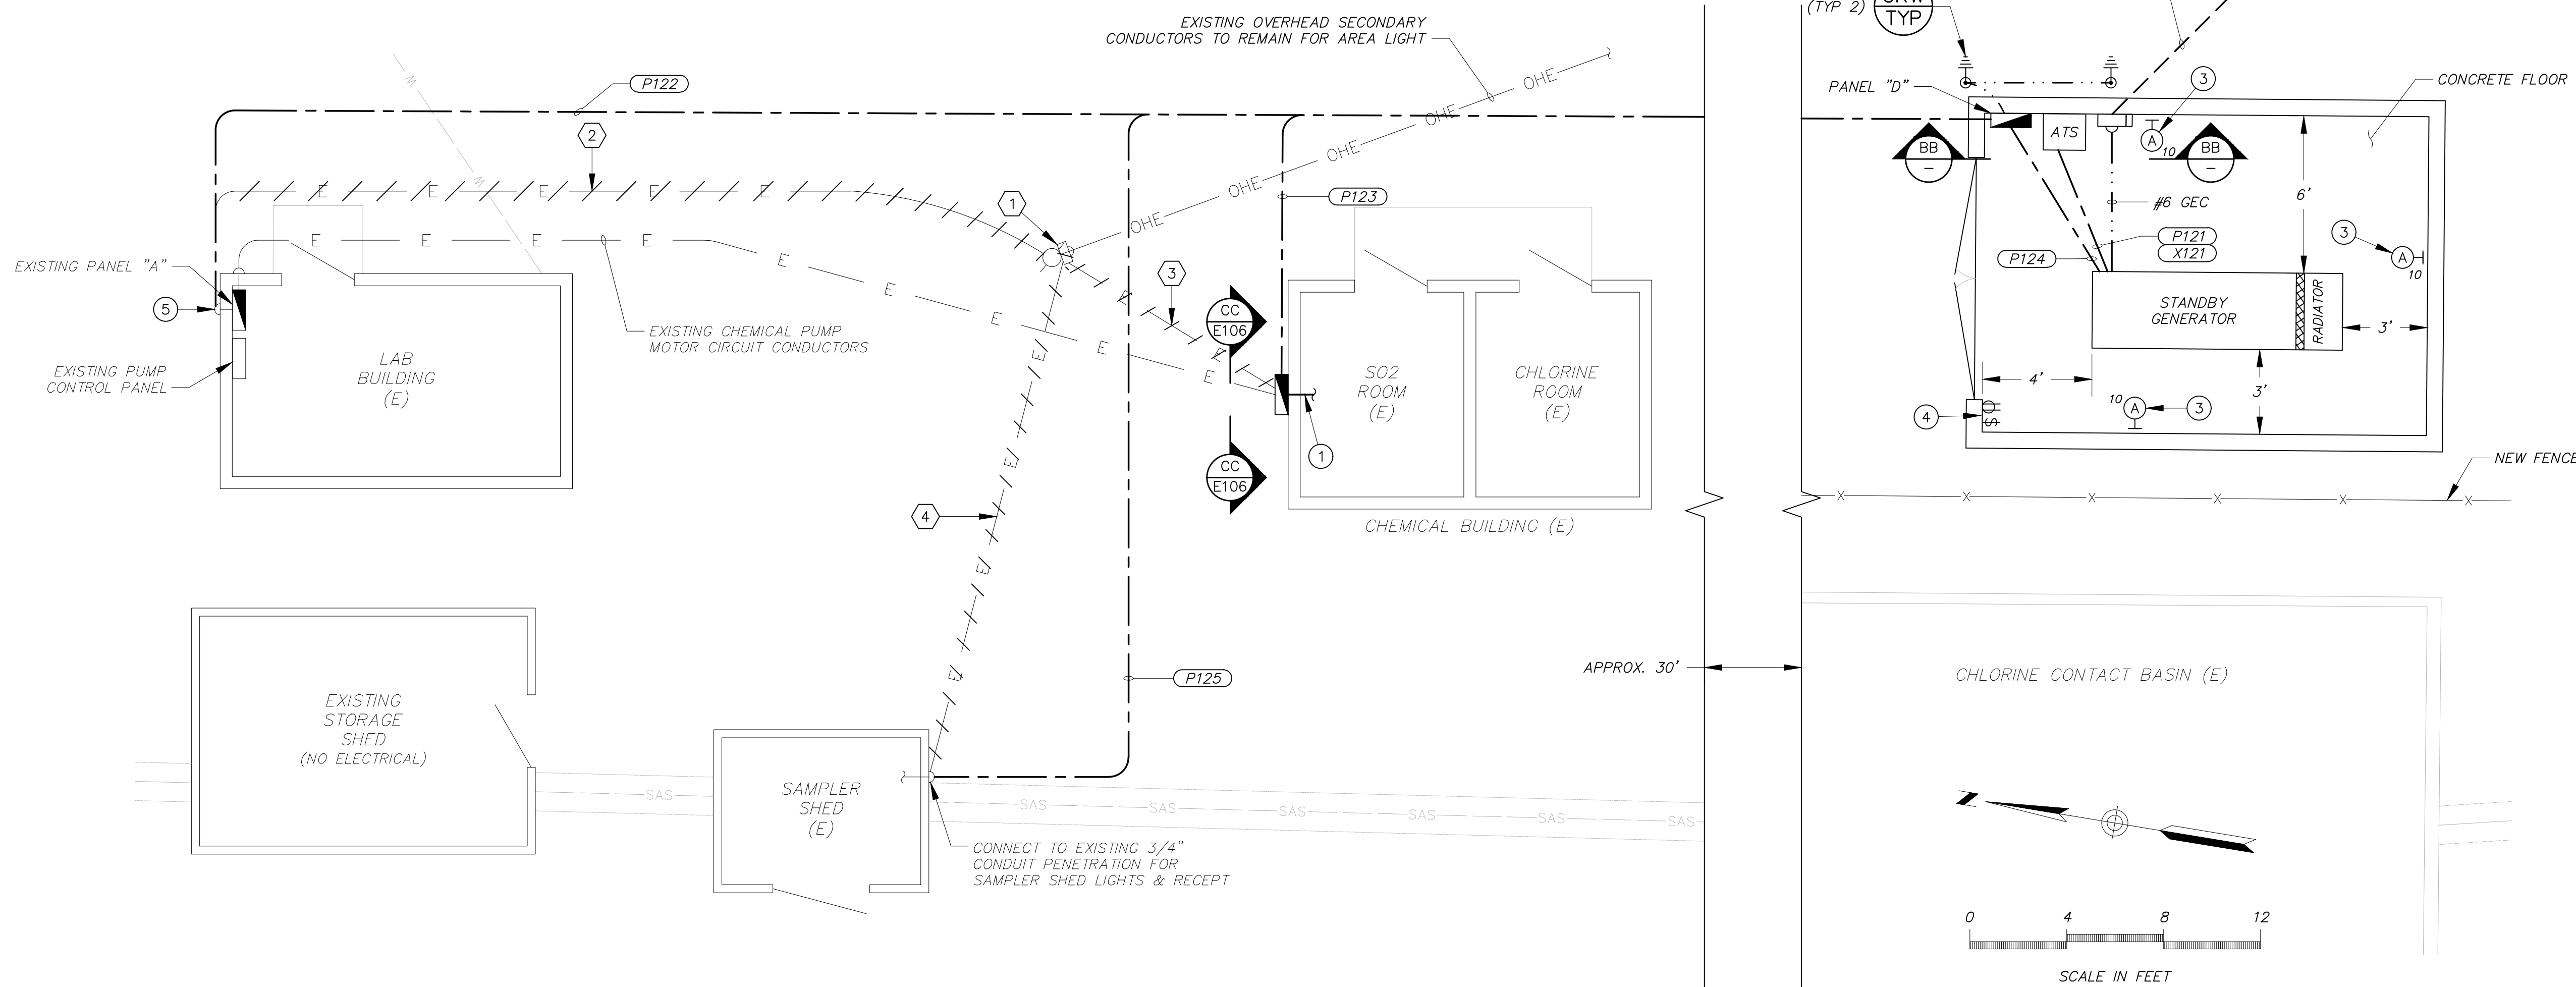 EXISTING OVERHEAD SECONDARY
CONDUCTORS TO REMAIN FOR AREA LIGHT
(TYP 2)
TYP
CONCRETE FLOOR
PANEL "D"
3
P122
W
W
2
OHE
OHE
OHE
OHE
OHE
ATS
A
10
BB
–
BB
–
6'
E
E
E
E
E
1
P123
#6 GEC
E
E
E
E
E
E
E
E
E
P121
X121
P124
3
A
10
EXISTING PANEL "A"
5
3
E
E
CC
E106
STANDBY
GENERATOR
RADIATOR
3'
EXISTING CHEMICAL PUMP
MOTOR CIRCUIT CONDUCTORS
EXISTING PUMP
CONTROL PANEL
LAB
BUILDING
(E)
SO2
ROOM
(E)
CHLORINE
ROOM
(E)
4'
3'
4
S
10
A
3
1
CC
E106
NEW FENCE
X
X
X
X
X
X
CHEMICAL BUILDING (E)
4
E
E
E
E
P125
APPROX. 30'
CHLORINE CONTACT BASIN (E)
EXISTING
STORAGE
SHED
(NO ELECTRICAL)
SAMPLER
SHED
(E)
SAS
SAS
SAS
SAS
SAS
SAS
SAS
CONNECT TO EXISTING 3/4"
CONDUIT PENETRATION FOR
SAMPLER SHED LIGHTS & RECEPT
N
0 4 8 12
SCALE IN FEET